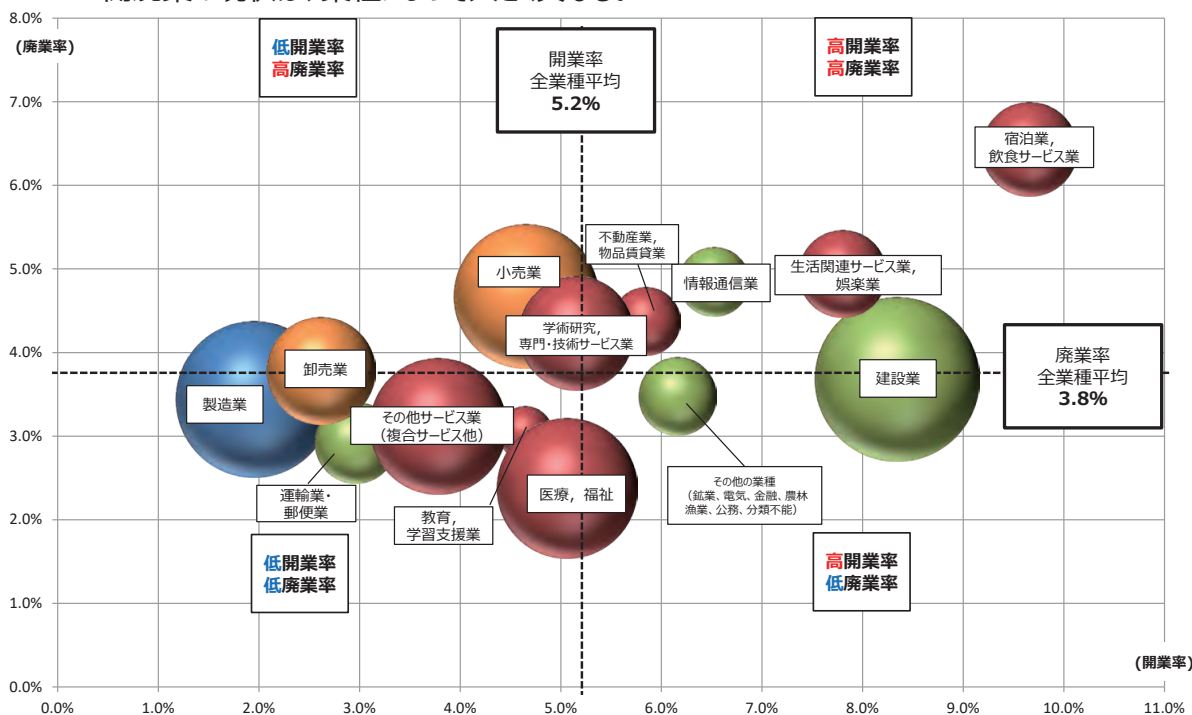 8.0%
(廃業率)
低開業率
高廃業率
開業率
全業種平均
5.2%
高開業率
高廃業率
7.0%
宿泊業,
飲食サービス業
6.0%
不動産業,
物品賃貸業
小売業
情報通信業
生活関連サービス業,
娯楽業
5.0%
学術研究,
専門・技術サービス業
4.0%
卸売業
建設業
廃業率
全業種平均
3.8%
製造業
その他サービス業
(複合サービス他)
3.0%
運輸業・
郵便業
教育,
学習支援業
医療, 福祉
その他の業種
(鉱業、電気、金融、農林
漁業、公務、分類不能)
2.0%
低開業率
低廃業率
高開業率
低廃業率
1.0%
(開業率)
0.0%
0.0%
1.0%
2.0%
3.0%
4.0%
5.0%
6.0%
7.0%
8.0%
9.0%
10.0%
11.0%